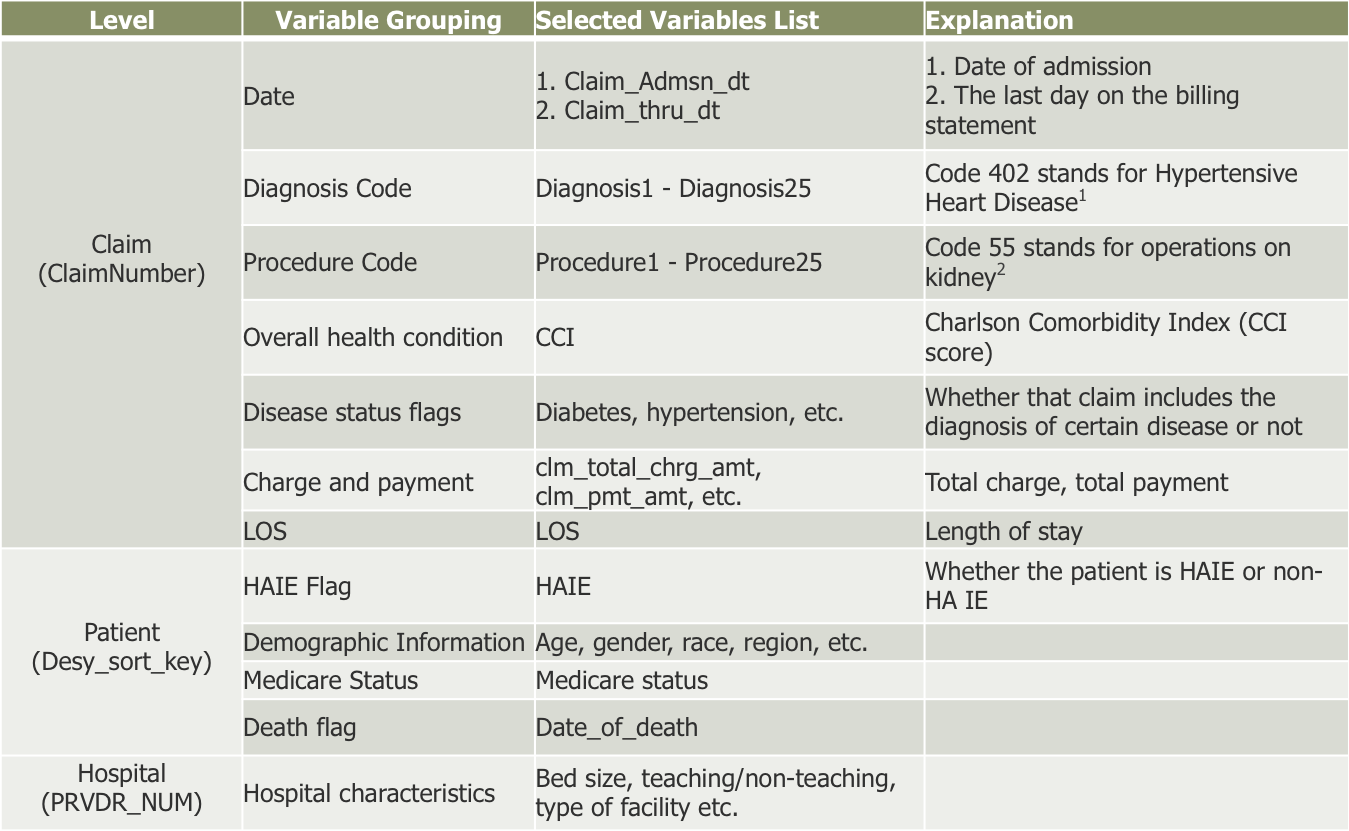 Level Variable Grouping Selected Variables List Explanation
Claim
(ClaimNumber)
Date
1. Claim_Admsn_dt
2. Claim_thru_dt
1. Date of admission
2. The last day on the billing
statement
Diagnosis Code
Diagnosis1 - Diagnosis25
Code 402 stands for Hypertensive
Heart Disease1
Procedure Code
Procedure1 - Procedure25
Code 55 stands for operations on
kidney2
Overall health condition
CCI
Charlson Comorbidity Index (CCI
score)
Disease status flags
Diabetes, hypertension, etc.
Whether that claim includes the
diagnosis of certain disease or not
Charge and payment
clm_total_chrg_amt,
clm_pmt_amt, etc.
Total charge, total payment
LOS
LOS
Length of stay
Patient
(Desy_sort_key)
HAIE Flag
HAIE
Whether the patient is HAIE or non-
HA IE
Demographic Information
Age, gender, race, region, etc.
Medicare Status
Medicare status
Death flag
Date_of_death
Hospital
(PRVDR_NUM)
Hospital characteristics
Bed size, teaching/non-teaching,
type of facility etc.